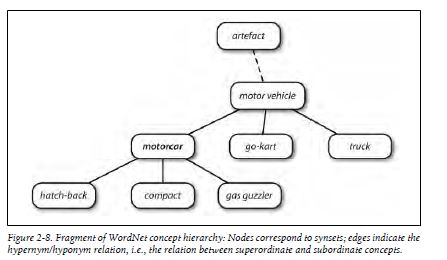 artefact
motor vehicle
motorcar
go-kart
truck
hatch-back
compact
gas guzzler
Figure 2-8. Fragment of WordNet concept hierarchy: Nodes correspond to synsets; edges indicate the
hypernym/hyponym relation, i.e., the relation between superordinate and subordinate concepts.